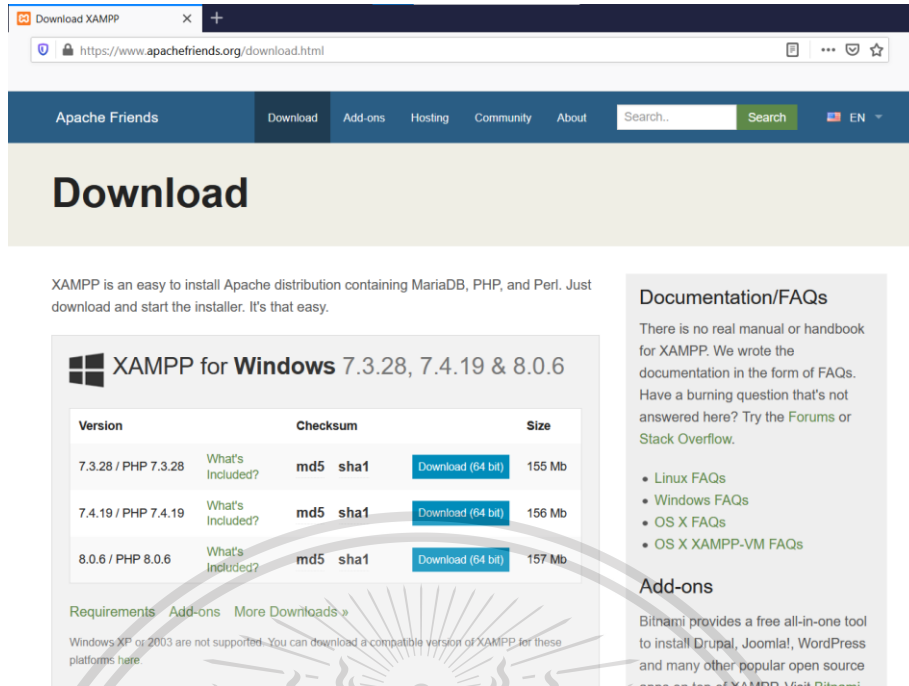 Download XAMPP
https://www.apachefriends.org/download.html
Apache Friends Download Add-ons Hosting Community About Search.. Search EN
Download
XAMPP is an easy to install Apache distribution containing MariaDB, PHP, and Perl. Just
download and start the installer. It's that easy.
XAMPP for Windows 7.3.28, 7.4.19 & 8.0.6
Version Checksum Size
7.3.28 / PHP 7.3.28 What's Included? md5 sha1 Download (64 bit) 155 Mb
7.4.19 / PHP 7.4.19 What's Included? md5 sha1 Download (64 bit) 156 Mb
8.0.6 / PHP 8.0.6 What's Included? md5 sha1 Download (64 bit) 157 Mb
Requirements Add-ons More Downloads »
Windows XP or 2003 are not supported. You can download a compatible version of XAMPP for these
platforms here.
Documentation/FAQs
There is no real manual or handbook
for XAMPP. We wrote the
documentation in the form of FAQs.
Have a burning question that's not
answered here? Try the Forums or
Stack Overflow.
• Linux FAQs
• Windows FAQs
• OS X FAQs
• OS X XAMPP-VM FAQs
Add-ons
Bitnami provides a free all-in-one tool
to install Drupal, Joomla!, WordPress
and many other popular open source
apps on top of XAMPP. Visit Bitnami